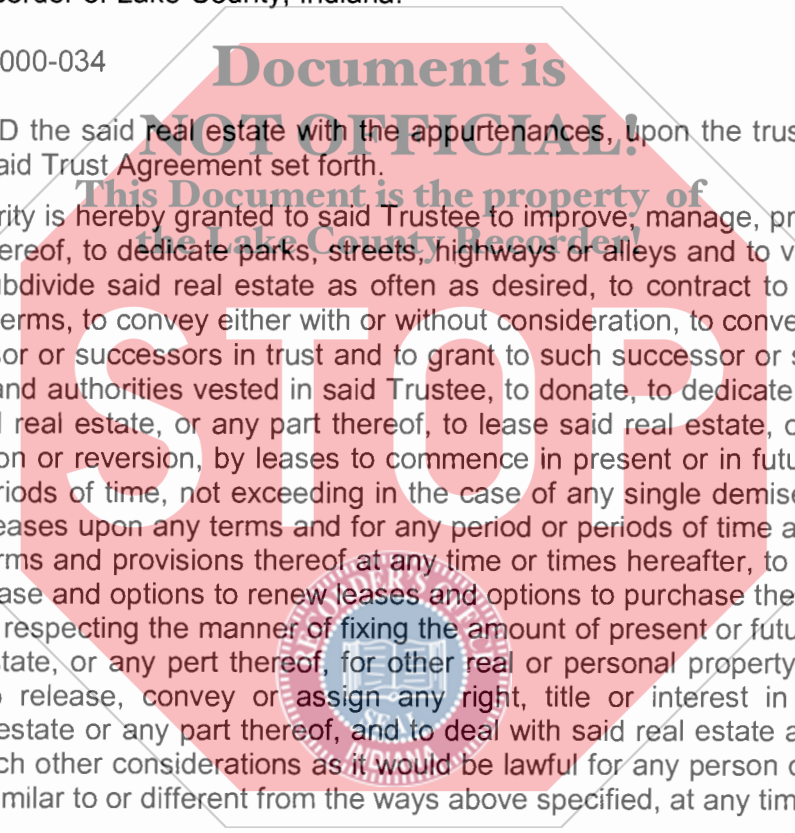 order of Lake County, Indiana.
000-034
Document is
D the said real estate with the appurtenances, upon the trus
NOT OFFICIAL!
aid Trust Agreement set forth.
This Document is the property of
rity is hereby granted to said Trustee to improve, manage, pr
the Lake County Recorder!
ereof, to dedicate parks, streets, highways or alleys and to v
bdivide said real estate as often as desired, to contract to
erms, to convey either with or without consideration, to conve
sor or successors in trust and to grant to such successor or s
and authorities vested in said Trustee, to donate, to dedicate
l real estate, or any part thereof, to lease said real estate, o
STOP
on or reversion, by leases to commence in present or in futu
riods of time, not exceeding in the case of any single demise
eases upon any terms and for any period or periods of time a
rms and provisions thereof at any time or times hereafter, to
ase and options to renew leases and options to purchase the
respecting the manner of fixing the amount of present or futu
state, or any pert thereof, for other real or personal property
o release, convey or assign any right, title or interest in
estate or any part thereof, and to deal with said real estate a
ch other considerations as it would be lawful for any person o
milar to or different from the ways above specified, at any tim
RECORDER'S OFFICE
SEAL
INDIANA